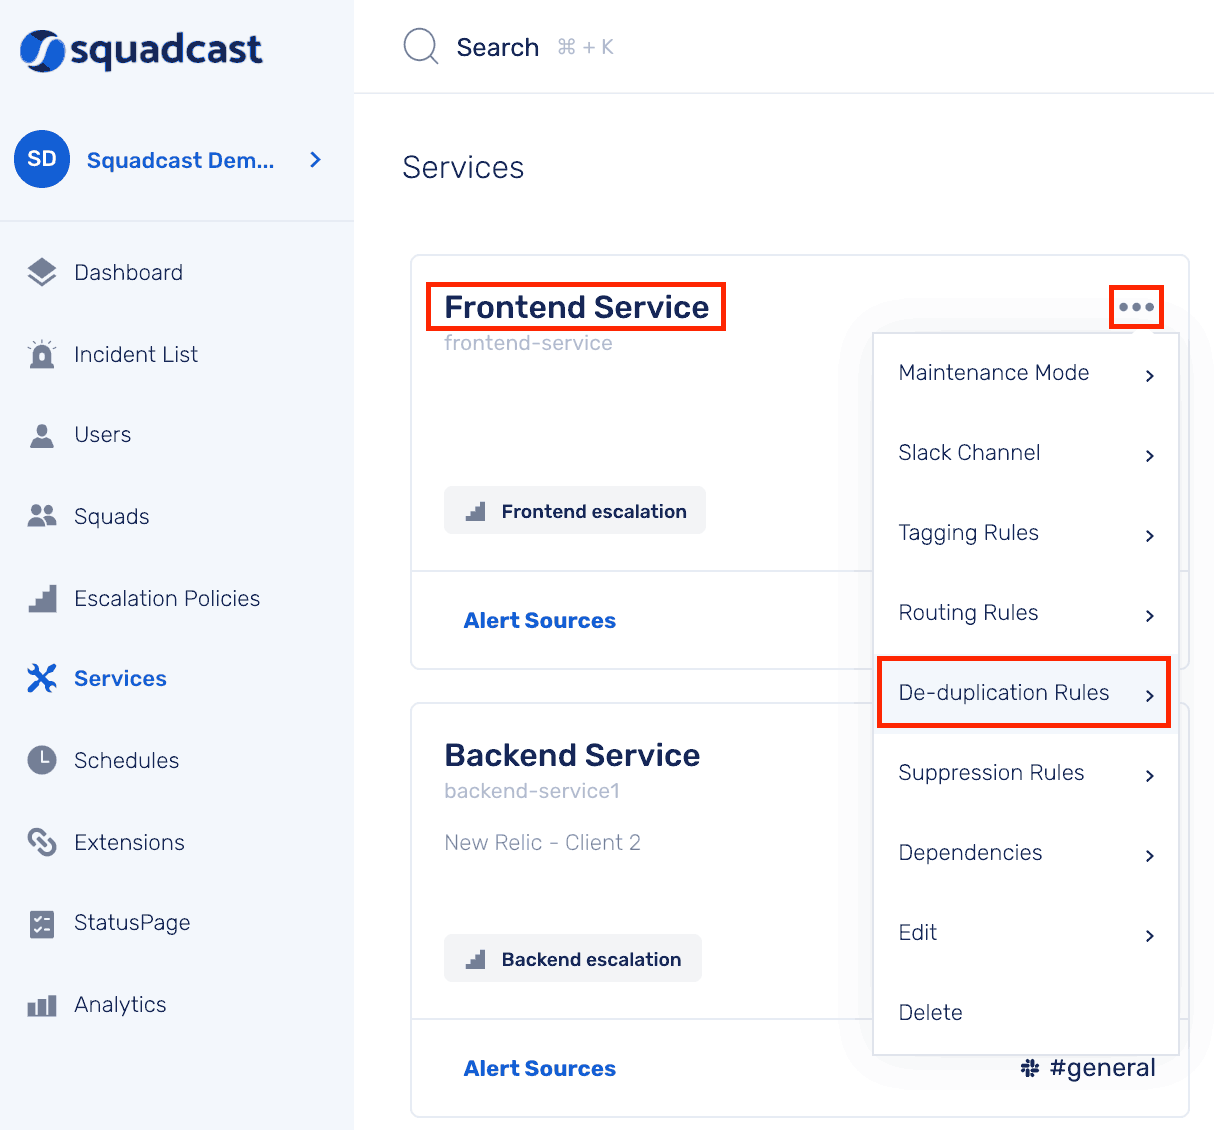 squadcast
SD
Squadcast Dem...
Dashboard
Incident List
Users
Squads
Escalation Policies
Services
Schedules
Extensions
StatusPage
Analytics
Search ⌘ + K
Services
Frontend Service
frontend-service
Frontend escalation
Alert Sources
Maintenance Mode
Slack Channel
Tagging Rules
Routing Rules
De-duplication Rules
Suppression Rules
Dependencies
Edit
Delete
Backend Service
backend-service1
New Relic - Client 2
Backend escalation
Alert Sources
#general